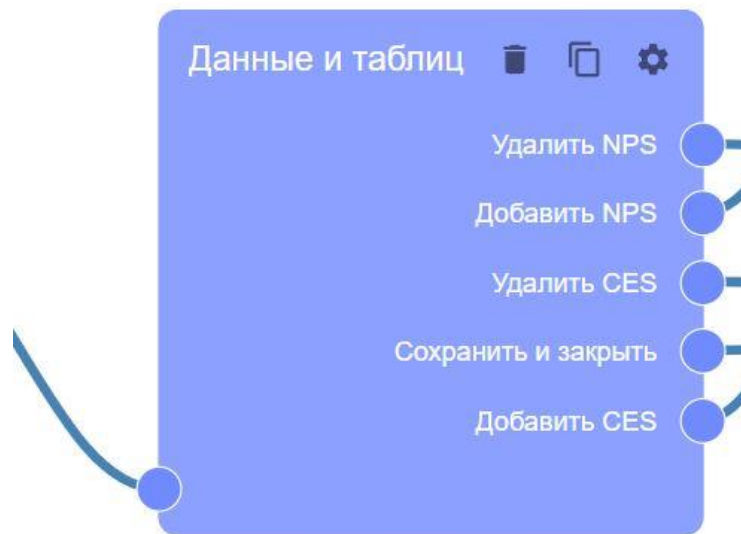 Данные и таблиц
Удалить NPS
Добавить NPS
Удалить CES
Сохранить и закрыть
Добавить CES